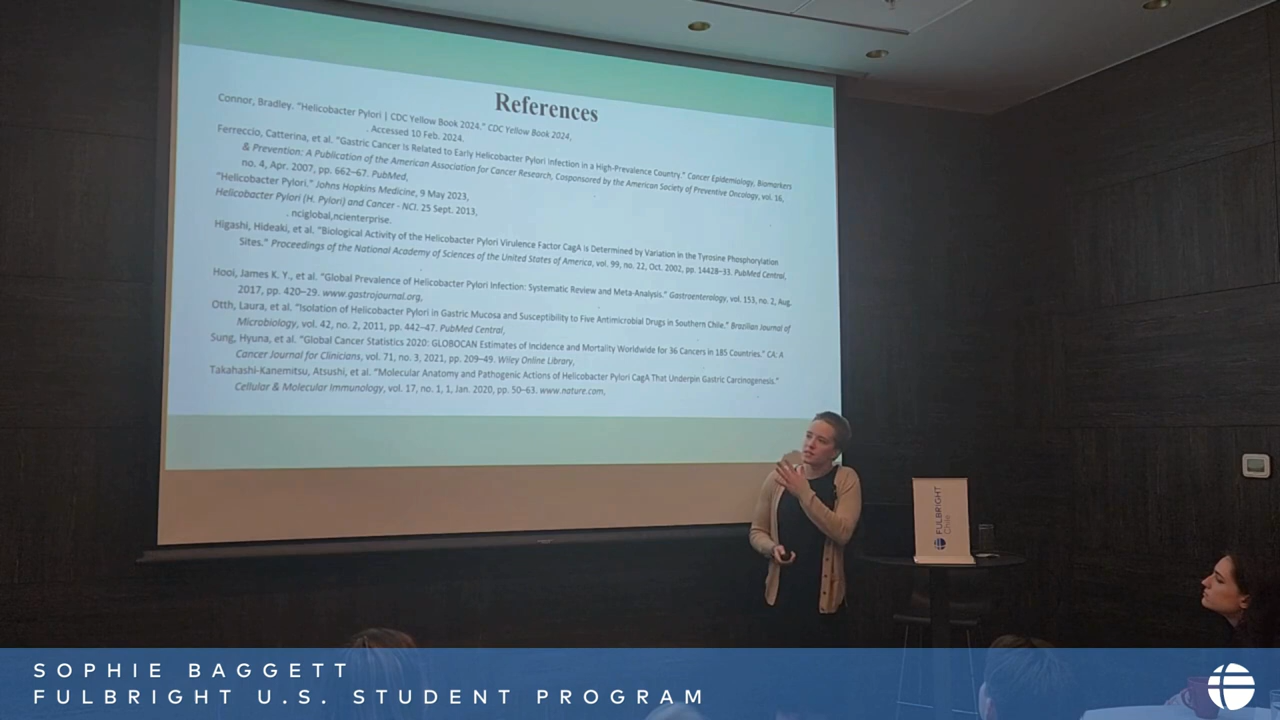 References
Connor, Bradley. "Helicobacter Pylori | CDC Yellow Book 2024." CDC Yellow Book 2024,
. Accessed 10 Feb. 2024.
Ferreccio, Catterina, et al. "Gastric Cancer Is Related to Early Helicobacter Pylori Infection in a High-Prevalence Country." Cancer Epidemiology, Biomarkers
& Prevention: A Publication of the American Association for Cancer Research, Cosponsored by the American Society of Preventive Oncology, vol. 16,
no. 4, Apr. 2007, pp. 662–67. PubMed,
"Helicobacter Pylori." Johns Hopkins Medicine, 9 May 2023,
Helicobacter Pylori (H. Pylori) and Cancer - NCI. 25 Sept. 2013,
. nciglobal,ncienterprise.
Higashi, Hideaki, et al. "Biological Activity of the Helicobacter Pylori Virulence Factor CagA is Determined by Variation in the Tyrosine Phosphorylation
Sites." Proceedings of the National Academy of Sciences of the United States of America, vol. 99, no. 22, Oct. 2002, pp. 14428–33. PubMed Central,
Hooi, James K. Y., et al. "Global Prevalence of Helicobacter Pylori Infection: Systematic Review and Meta-Analysis." Gastroenterology, vol. 153, no. 2, Aug.
2017, pp. 420–29. www.gastrojournal.org,
Otth, Laura, et al. "Isolation of Helicobacter Pylori in Gastric Mucosa and Susceptibility to Five Antimicrobial Drugs in Southern Chile." Brazilian Journal of
Microbiology, vol. 42, no. 2, 2011, pp. 442–47. PubMed Central,
Sung, Hyuna, et al. "Global Cancer Statistics 2020: GLOBOCAN Estimates of Incidence and Mortality Worldwide for 36 Cancers in 185 Countries." CA: A
Cancer Journal for Clinicians, vol. 71, no. 3, 2021, pp. 209–49. Wiley Online Library,
Takahashi-Kanemitsu, Atsushi, et al. "Molecular Anatomy and Pathogenic Actions of Helicobacter Pylori CagA That Underpin Gastric Carcinogenesis."
Cellular & Molecular Immunology, vol. 17, no. 1, 1, Jan. 2020, pp. 50–63. www.nature.com,
FULBRIGHT
Chile
SOPHIE BAGGETT
FULBRIGHT U.S. STUDENT PROGRAM